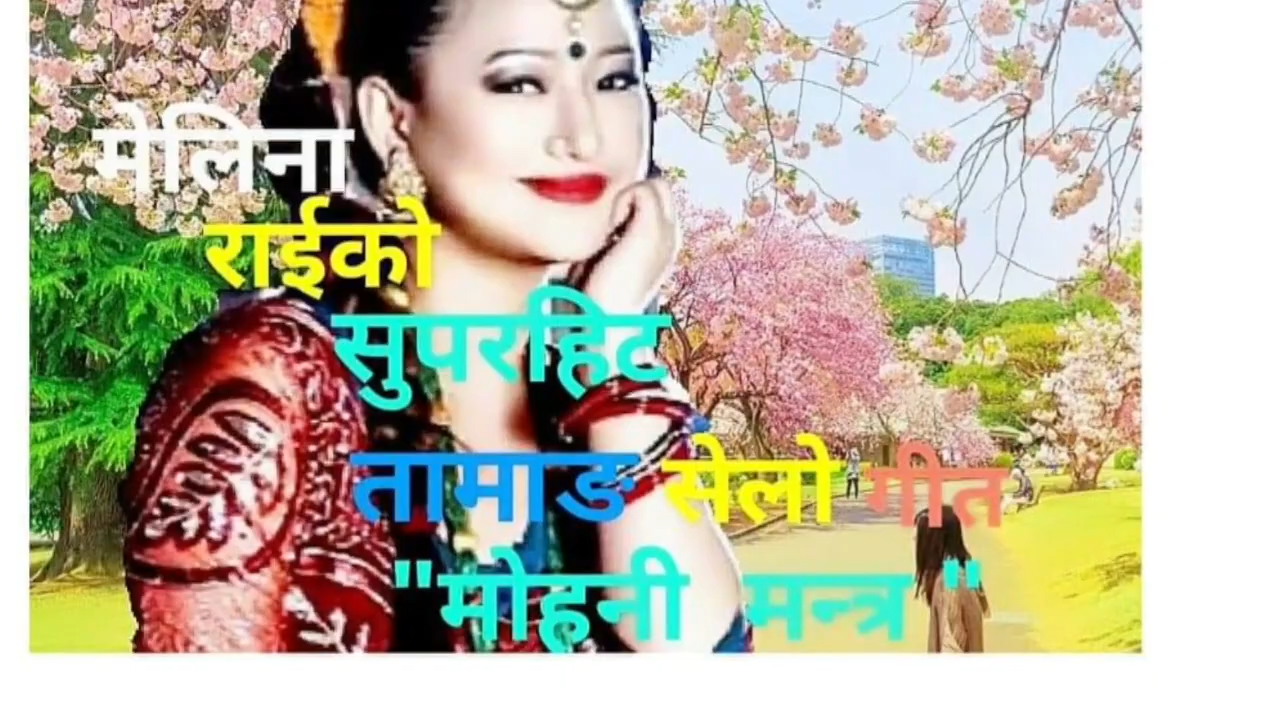 मेलिना
राईको
सुपरहिट
तामाङ सेलो गीत
"मोहनी मन्त्र "